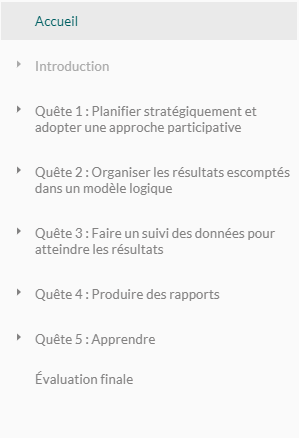 Accueil
Introduction
Quête 1 : Planifier stratégiquement et
adopter une approche participative
Quête 2 : Organiser les résultats escomptés
dans un modèle logique
Quête 3 : Faire un suivi des données pour
atteindre les résultats
Quête 4 : Produire des rapports
Quête 5 : Apprendre
Évaluation finale